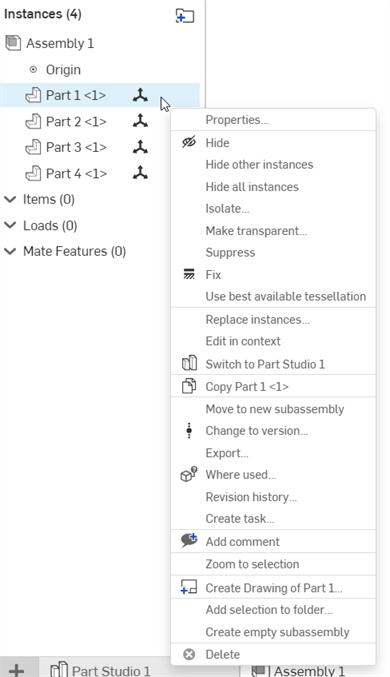 Instances (4)
Assembly 1
Origin
Part 1 <1>
Part 2 <1>
Part 3 <1>
Part 4 <1>
Items (0)
Loads (0)
Mate Features (0)
Properties...
Hide
Hide other instances
Hide all instances
Isolate...
Make transparent...
Suppress
Fix
Use best available tessellation
Replace instances...
Edit in context
Switch to Part Studio 1
Copy Part 1 <1>
Move to new subassembly
Change to version...
Export...
Where used...
Revision history...
Create task...
Add comment
Zoom to selection
Create Drawing of Part 1...
Add selection to folder...
Create empty subassembly
Delete
Part Studio 1
Assembly 1